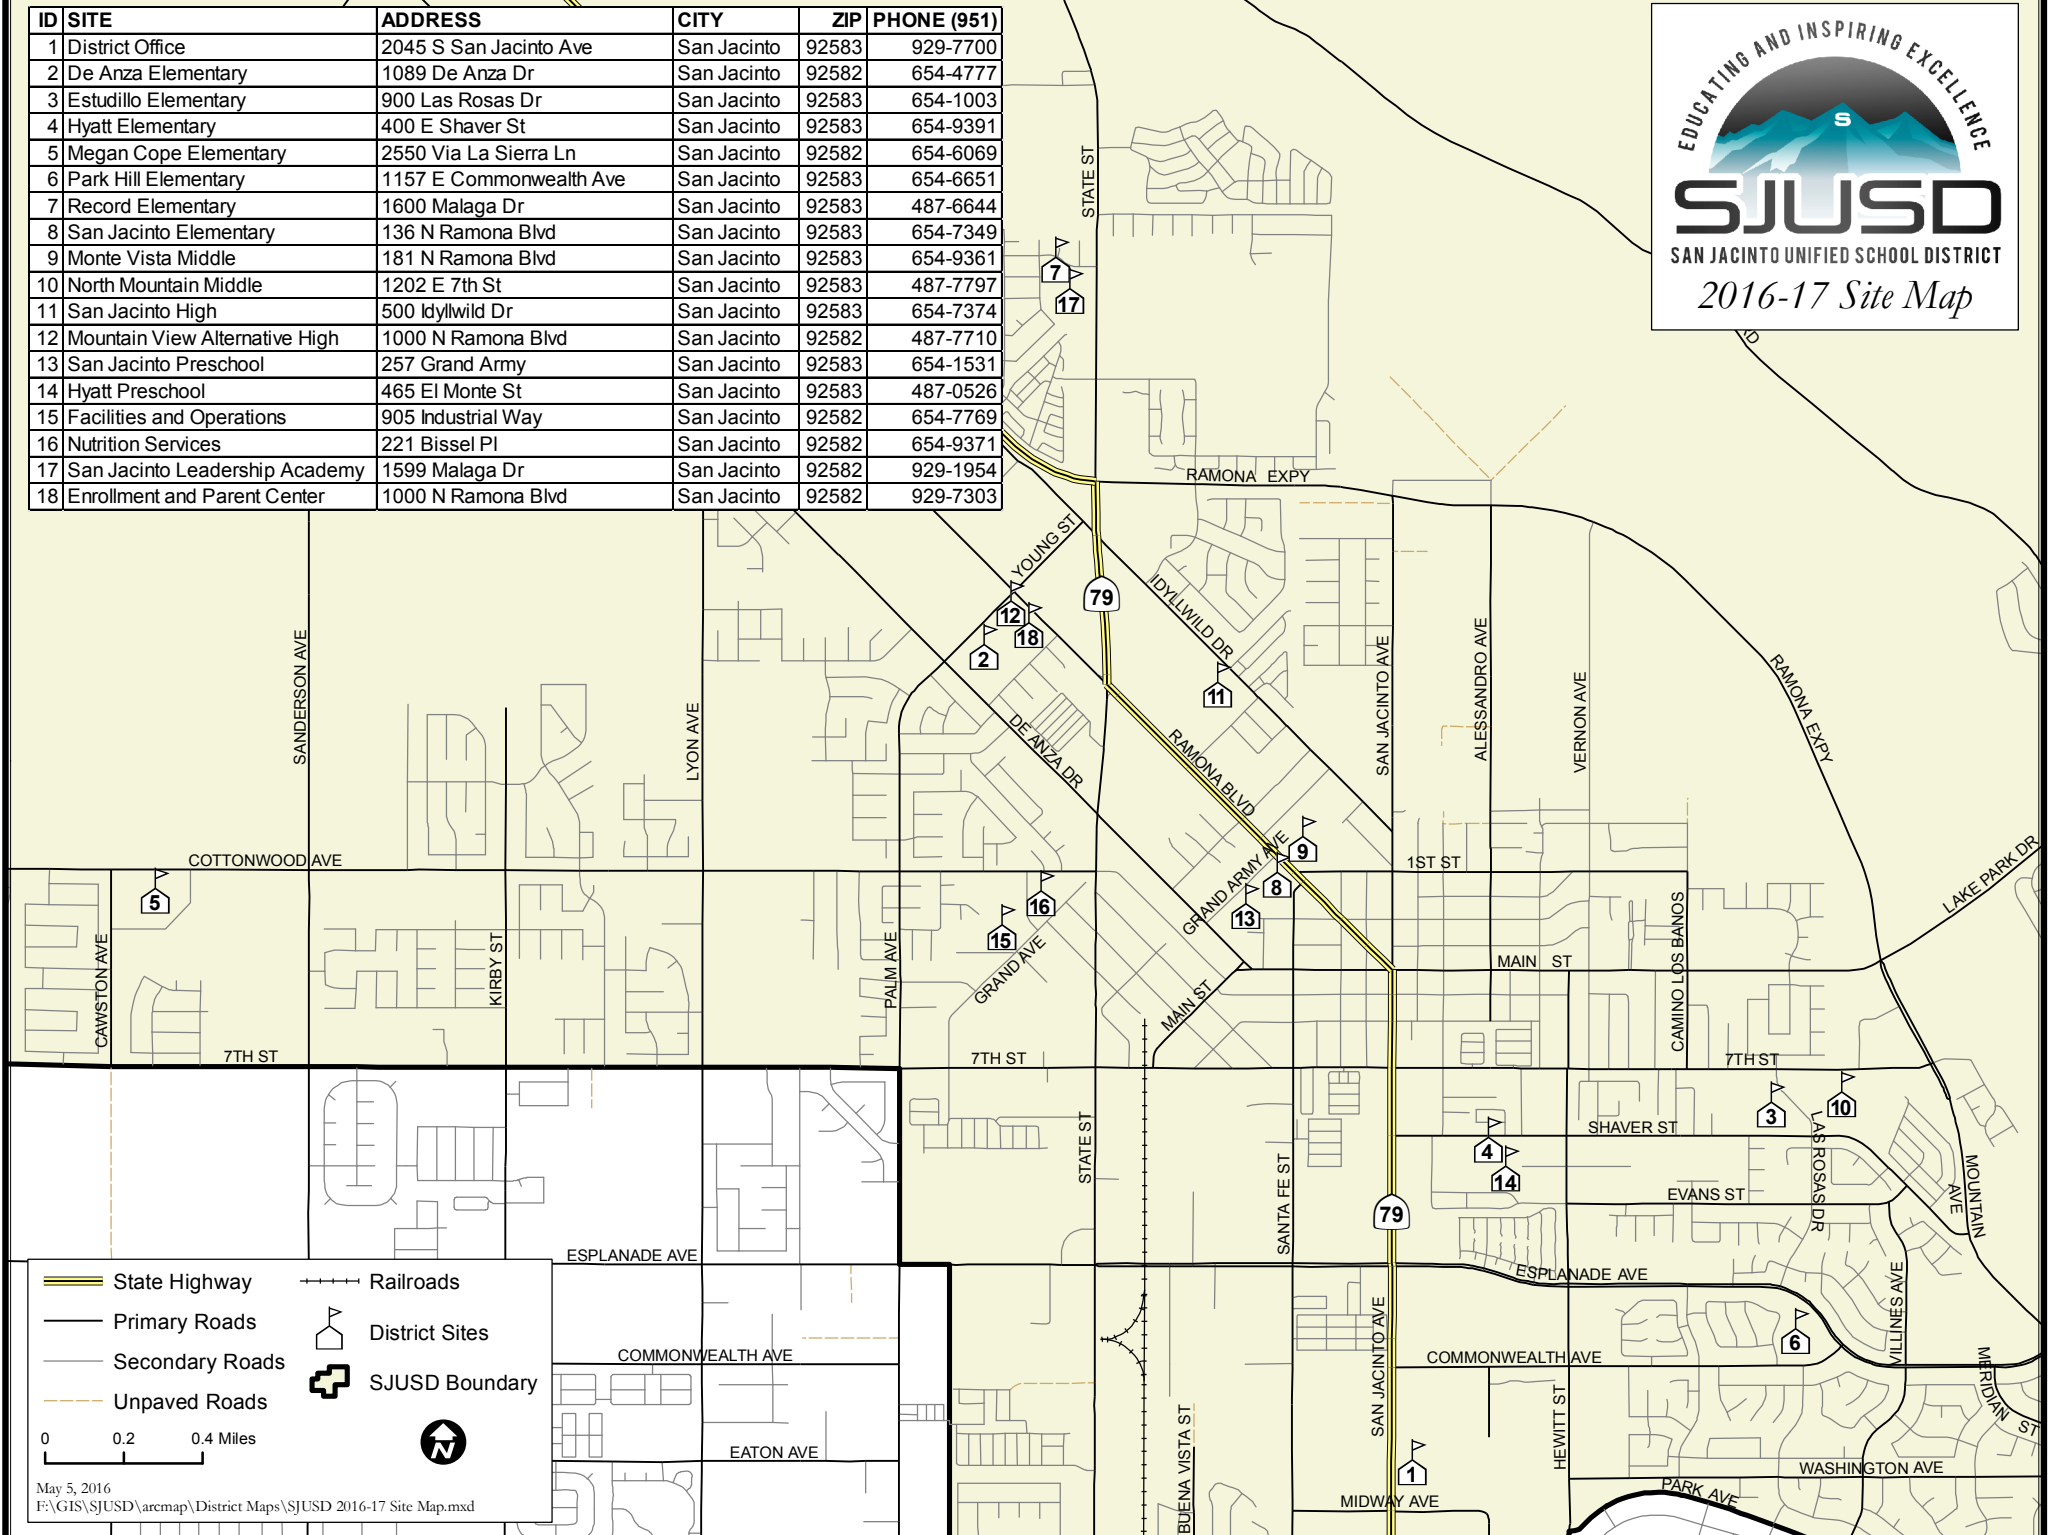 ID SITE ADDRESS CITY ZIP PHONE (951)
1 District Office 2045 S San Jacinto Ave San Jacinto 92583 929-7700
2 De Anza Elementary 1089 De Anza Dr San Jacinto 92582 654-4777
3 Estudillo Elementary 900 Las Rosas Dr San Jacinto 92583 654-1003
4 Hyatt Elementary 400 E Shaver St San Jacinto 92583 654-9391
5 Megan Cope Elementary 2550 Via La Sierra Ln San Jacinto 92582 654-6069
6 Park Hill Elementary 1157 E Commonwealth Ave San Jacinto 92583 654-6651
7 Record Elementary 1600 Malaga Dr San Jacinto 92583 487-6644
8 San Jacinto Elementary 136 N Ramona Blvd San Jacinto 92583 654-7349
9 Monte Vista Middle 181 N Ramona Blvd San Jacinto 92583 654-9361
10 North Mountain Middle 1202 E 7th St San Jacinto 92583 487-7797
11 San Jacinto High 500 Idyllwild Dr San Jacinto 92583 654-7374
12 Mountain View Alternative High 1000 N Ramona Blvd San Jacinto 92582 487-7710
13 San Jacinto Preschool 257 Grand Army San Jacinto 92583 654-1531
14 Hyatt Preschool 465 El Monte St San Jacinto 92583 487-0526
15 Facilities and Operations 905 Industrial Way San Jacinto 92582 654-7769
16 Nutrition Services 221 Bissel Pl San Jacinto 92582 654-9371
17 San Jacinto Leadership Academy 1599 Malaga Dr San Jacinto 92582 929-1954
18 Enrollment and Parent Center 1000 N Ramona Blvd San Jacinto 92582 929-7303
EDUCATING AND INSPIRING EXCELLENCE
S
SJUSD
SAN JACINTO UNIFIED SCHOOL DISTRICT
2016-17 Site Map
RD
STATE ST
7
17
RAMONA EXPY
YOUNG ST
79
IDYLLWILD DR
12
18
2
11
SANDERSON AVE
LYON AVE
DE ANZA DR
RAMONA BLVD
SAN JACINTO AVE
ALESSANDRO AVE
VERNON AVE
RAMONA EXPY
COTTONWOOD AVE
GRAND ARMY AVE
9
1ST ST
LAKE PARK DR
5
16
8
13
15
CAWSTON AVE
KIRBY ST
PALM AVE
GRAND AVE
MAIN ST
MAIN ST
CAMINO LOS BANOS
7TH ST
7TH ST
7TH ST
3
10
STATE ST
SHAVER ST
4
14
LAS ROSAS DR
SANTA FE ST
79
EVANS ST
MOUNTAIN AVE
ESPLANADE AVE
ESPLANADE AVE
VILLINES AVE
6
COMMONWEALTH AVE
COMMONWEALTH AVE
SAN JACINTO AVE
MERIDIAN ST
HEWITT ST
BUENA VISTA ST
EATON AVE
1
WASHINGTON AVE
PARK AVE
MIDWAY AVE
State Highway
Primary Roads
Secondary Roads
Unpaved Roads
Railroads
District Sites
SJUSD Boundary
0 0.2 0.4 Miles
N
May 5, 2016
F:\GIS\SJUSD\arcmap\District Maps\SJUSD 2016-17 Site Map.mxd